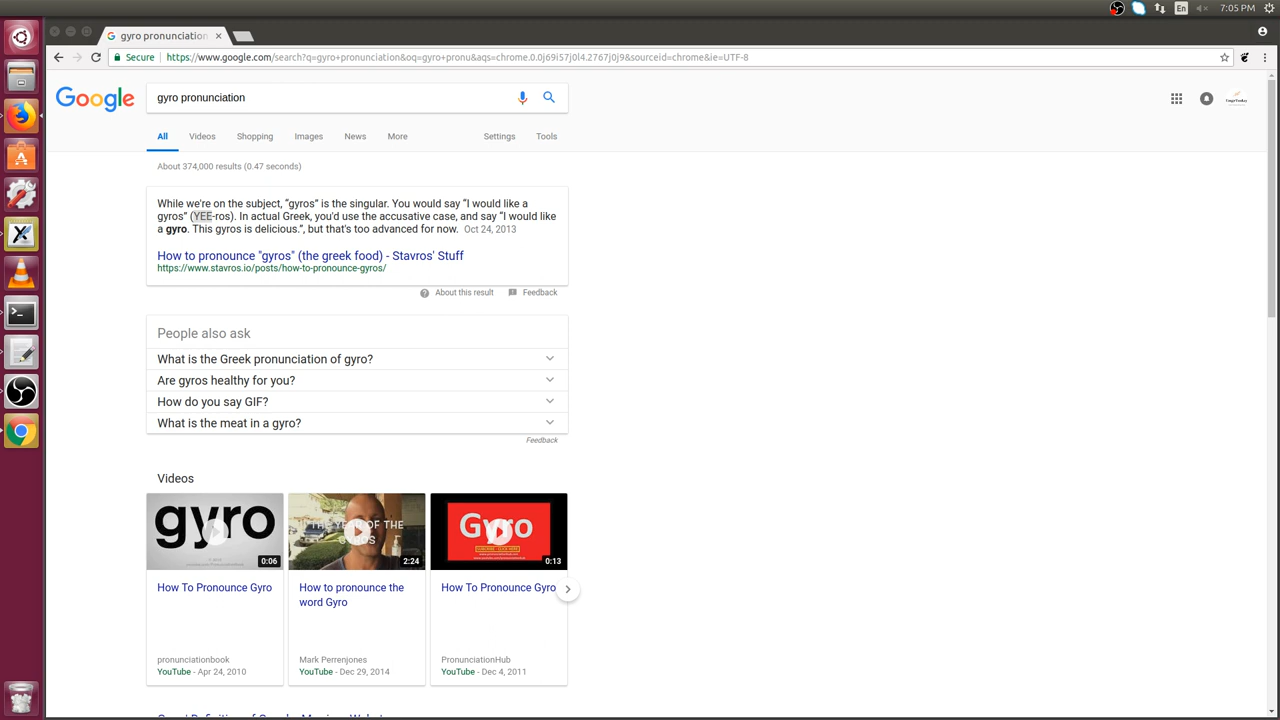 En
7:05 PM
gyro pronunciation
Secure
https://www.google.com/search?q=gyro+pronunciation&oq=gyro+pronu&aqs=chrome.0.0j69i57j0l4.2767j0j9&sourceid=chrome&ie=UTF-8
Google
gyro pronunciation
All
Videos
Shopping
Images
News
More
Settings
Tools
About 374,000 results (0.47 seconds)
While we're on the subject, “gyros” is the singular. You would say “I would like a
gyros” (YEE-ros). In actual Greek, you'd use the accusative case, and say “I would like
a gyro. This gyros is delicious.”, but that's too advanced for now. Oct 24, 2013
How to pronounce "gyros" (the greek food) - Stavros' Stuff
https://www.stavros.io/posts/how-to-pronounce-gyros/
About this result
Feedback
People also ask
What is the Greek pronunciation of gyro?
Are gyros healthy for you?
How do you say GIF?
What is the meat in a gyro?
Feedback
Videos
gyro
0:06
THE YEAR OF THE
GYROS
2:24
Gyro
0:13
How To Pronounce Gyro
How to pronounce the
word Gyro
How To Pronounce Gyro
pronunciationbook
YouTube - Apr 24, 2010
Mark Perrenjones
YouTube - Dec 29, 2014
PronunciationHub
YouTube - Dec 4, 2011